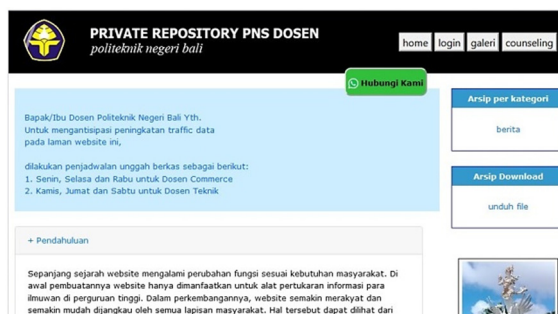 PRIVATE REPOSITORY PNS DOSEN
politeknik negeri bali
home login galeri counseling
Hubungi Kami
Bapak/Ibu Dosen Politeknik Negeri Bali Yth.
Untuk mengantisipasi peningkatan traffic data
pada laman website ini,
dilakukan penjadwalan unggah berkas sebagai berikut:
1. Senin, Selasa dan Rabu untuk Dosen Commerce
2. Kamis, Jumat dan Sabtu untuk Dosen Teknik
Arsip per kategori
berita
Arsip Download
unduh file
+ Pendahuluan
Sepanjang sejarah website mengalami perubahan fungsi sesuai kebutuhan masyarakat. Di
awal pembuatannya website hanya dimanfaatkan untuk alat pertukaran informasi para
ilmuwan di perguruan tinggi. Dalam perkembangannya, website semakin merakyat dan
semakin mudah dijangkau oleh semua lapisan masyarakat. Hal tersebut dapat dilihat dari